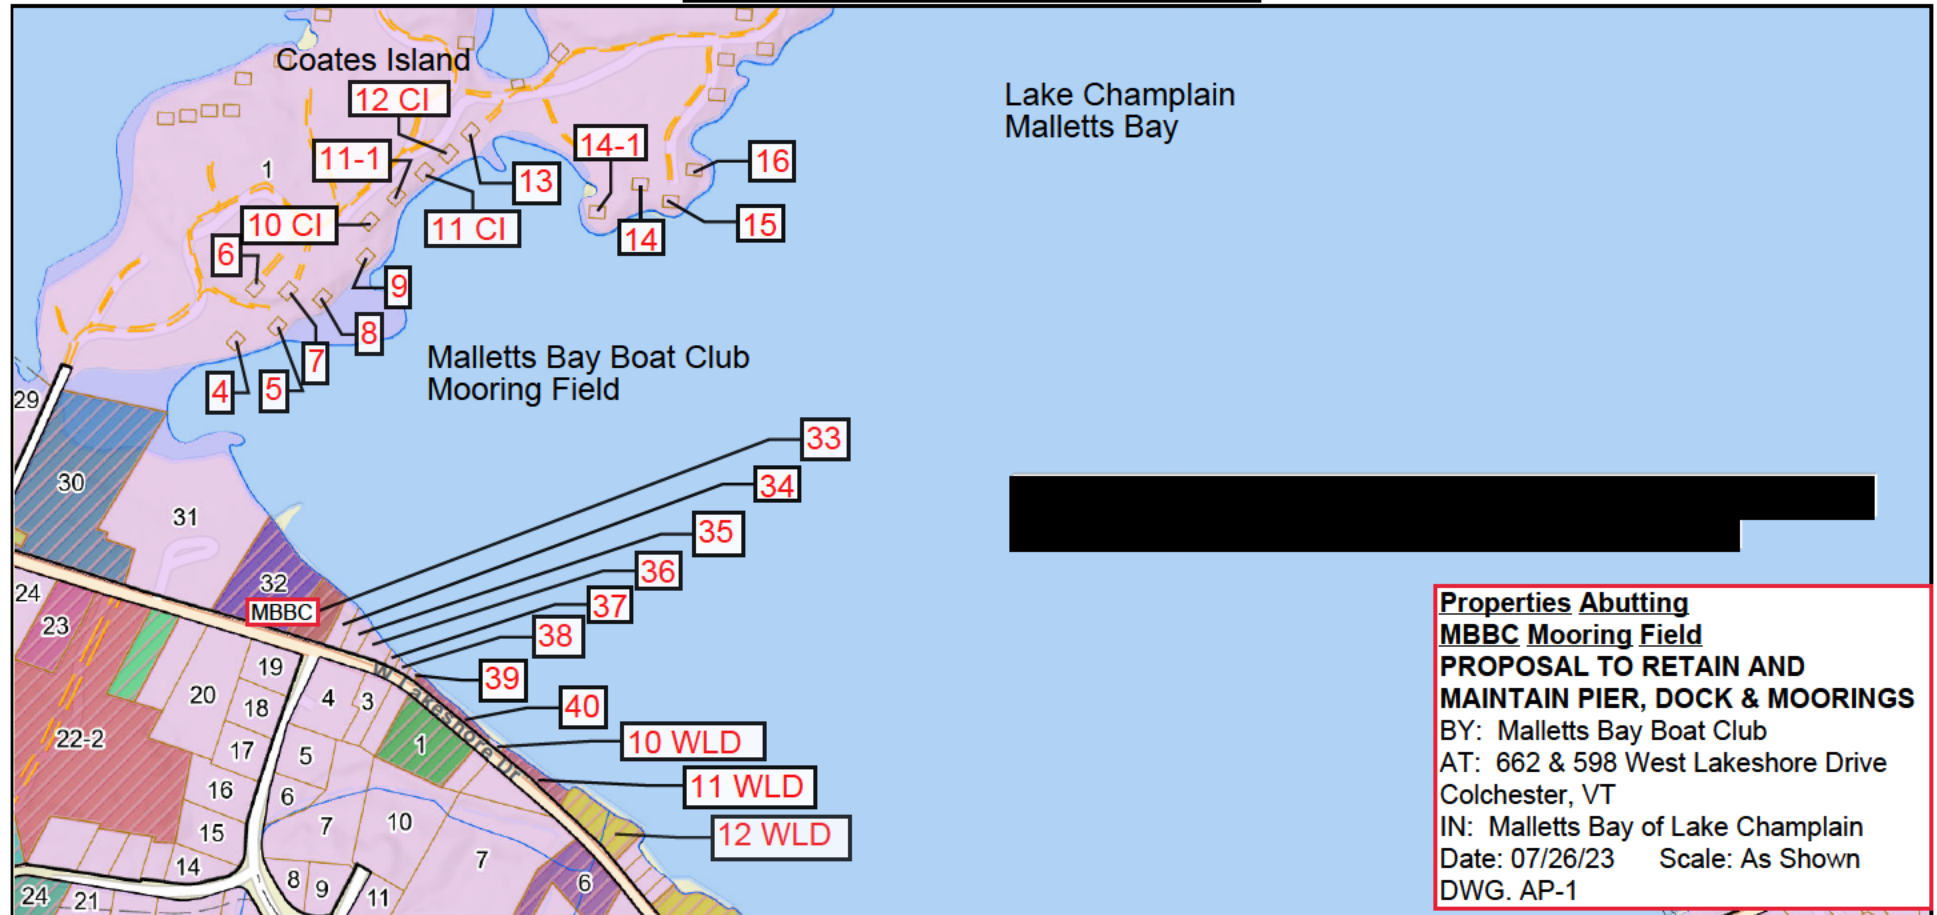 Coates Island
12 CI
11-1
1
10 CI
6
13
11 CI
14-1
16
14
15
9
8
7
4
5
Lake Champlain
Malletts Bay
Malletts Bay Boat Club
Mooring Field
33
34
35
36
37
38
39
40
10 WLD
11 WLD
12 WLD
29
30
31
32
MBBC
24
23
19
20
18
4
3
W Lakeshore Dr
22-2
17
5
1
16
6
7
10
15
7
14
8
9
11
6
24
21
Properties Abutting
MBBC Mooring Field
PROPOSAL TO RETAIN AND
MAINTAIN PIER, DOCK & MOORINGS
BY: Malletts Bay Boat Club
AT: 662 & 598 West Lakeshore Drive
Colchester, VT
IN: Malletts Bay of Lake Champlain
Date: 07/26/23 Scale: As Shown
DWG. AP-1